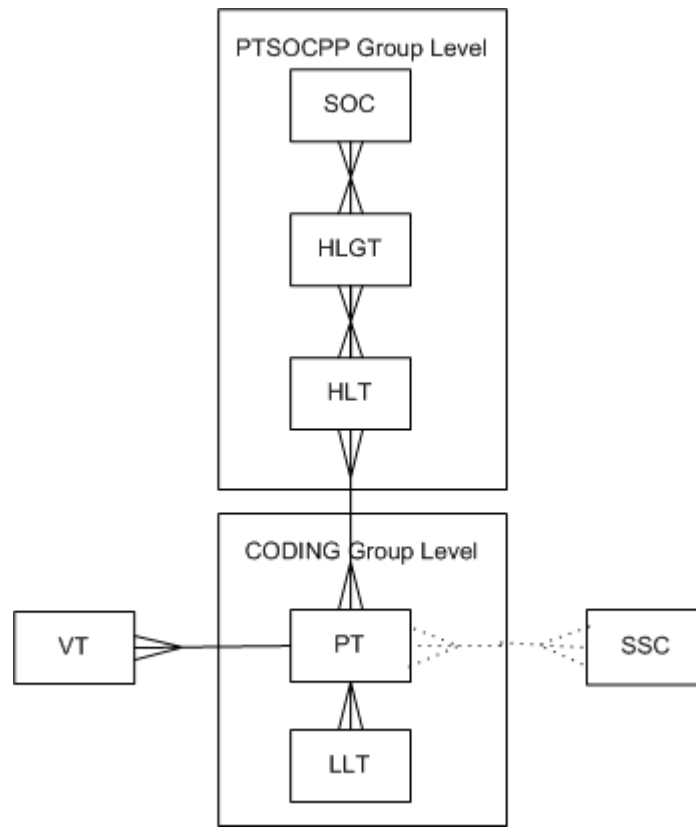 PTSOCPP Group Level
SOC
HLGT
HLT
CODING Group Level
VT
PT
SSC
LLT